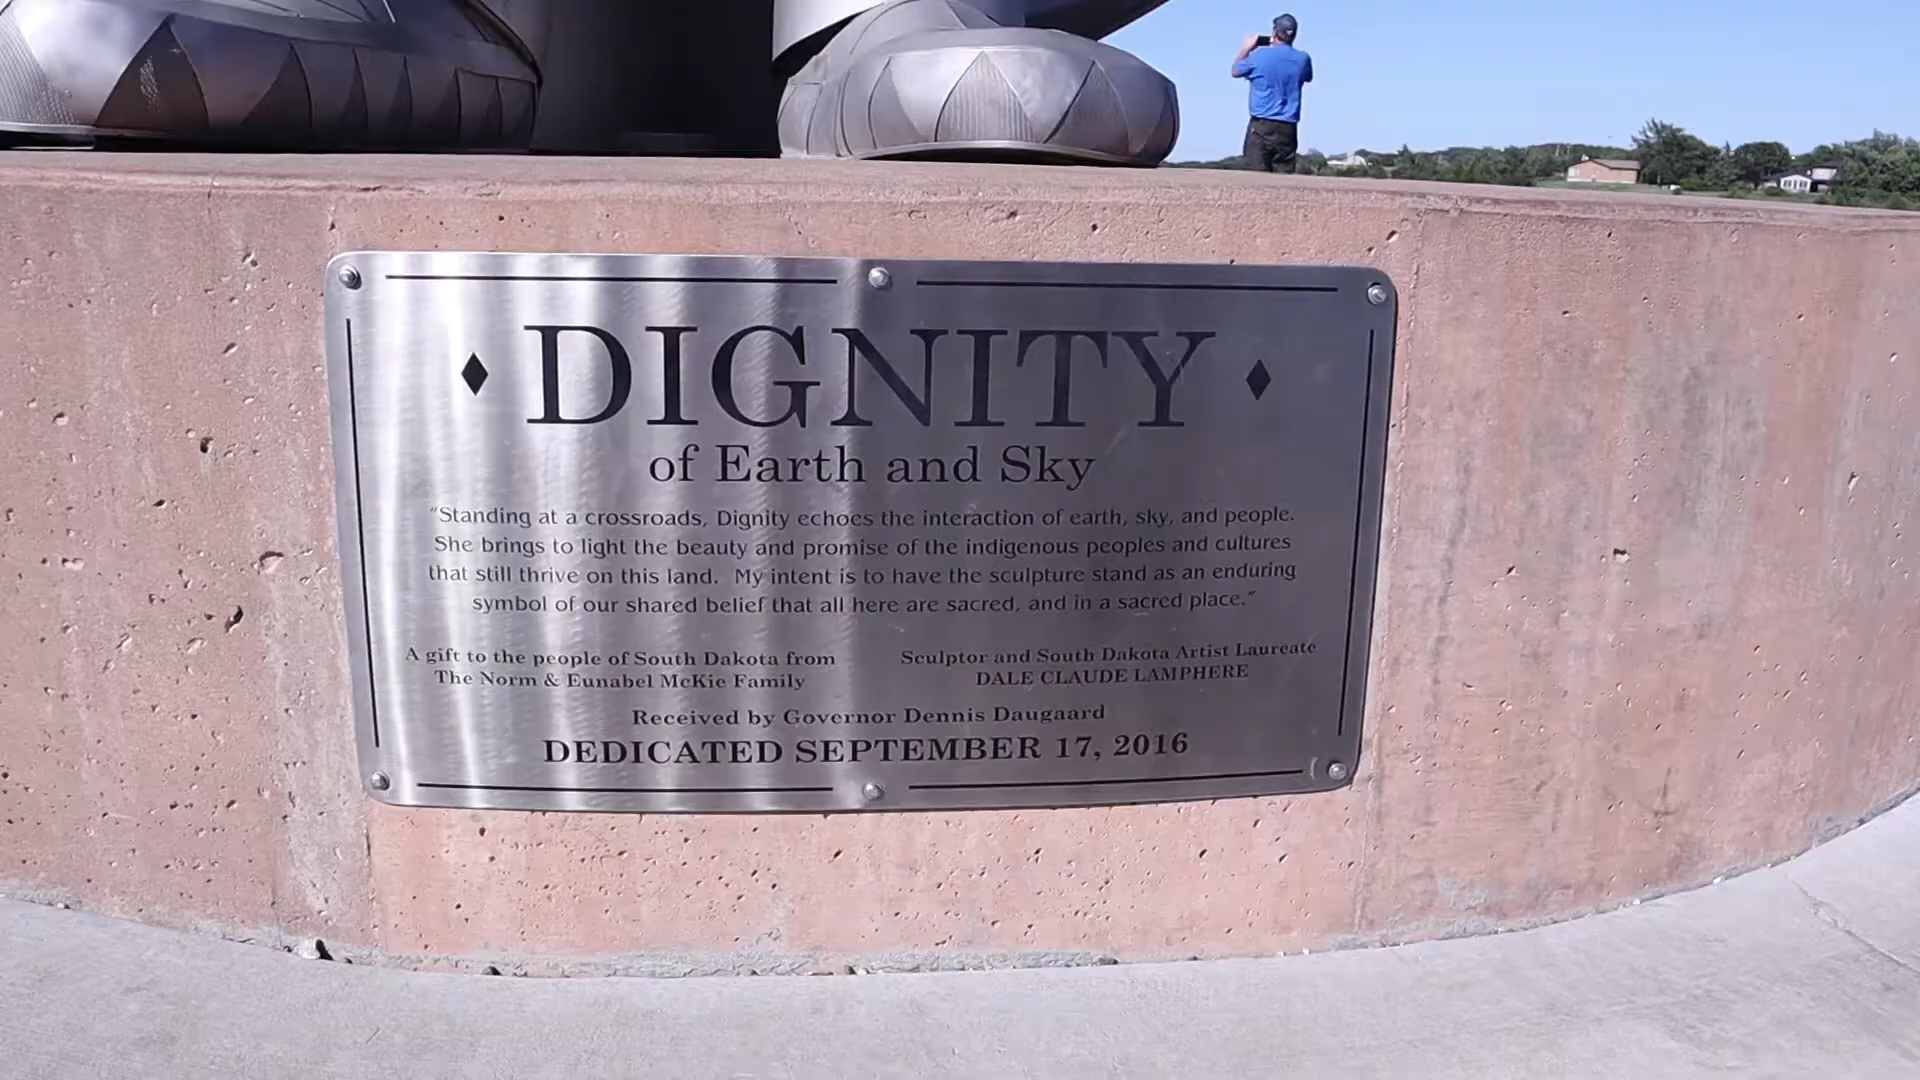 DIGNITY
of Earth and Sky
"Standing at a crossroads, Dignity echoes the interaction of earth, sky, and people.
She brings to light the beauty and promise of the indigenous peoples and cultures
that still thrive on this land. My intent is to have the sculpture stand as an enduring
symbol of our shared belief that all here are sacred, and in a sacred place."
A gift to the people of South Dakota from
The Norm & Eunabel McKie Family
Sculptor and South Dakota Artist Laureate
DALE CLAUDE LAMPHERE
Received by Governor Dennis Daugaard
DEDICATED SEPTEMBER 17, 2016